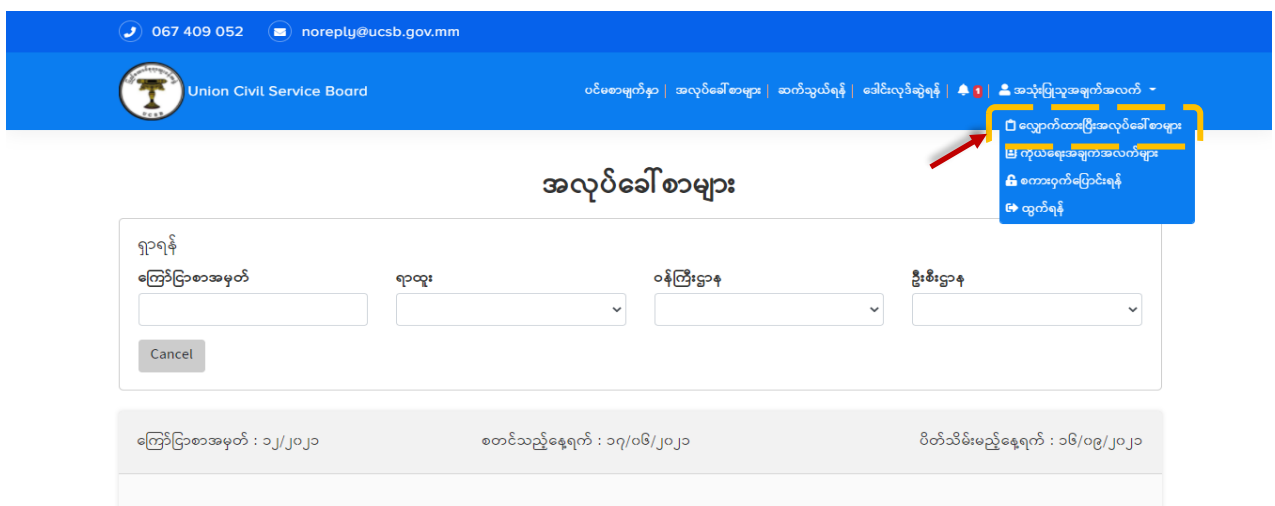 067 409 052 noreply@ucsb.gov.mm
Union Civil Service Board ပင်မစာမျက်နှာ | အလုပ်ခေါ်စာများ | ဆက်သွယ်ရန် | ဒေါင်းလုဒ်ဆွဲရန် | 1 | အသုံးပြုသူအချက်အလက်
UCSB
လျှောက်ထားပြီးအလုပ်ခေါ်စာများ
ကိုယ်ရေးအချက်အလက်များ
စကားဝှက်ပြောင်းရန်
ထွက်ရန်
အလုပ်ခေါ်စာများ
ရှာရန်
ကြော်ငြာစာအမှတ် ရာထူး ဝန်ကြီးဌာန ဦးစီးဌာန
Cancel
ကြော်ငြာစာအမှတ် : ၁၂/၂၀၂၁ စတင်သည့်နေ့ရက် : ၁၇/၀၆/၂၀၂၁ ပိတ်သိမ်းမည့်နေ့ရက် : ၁၆/၀၉/၂၀၂၁